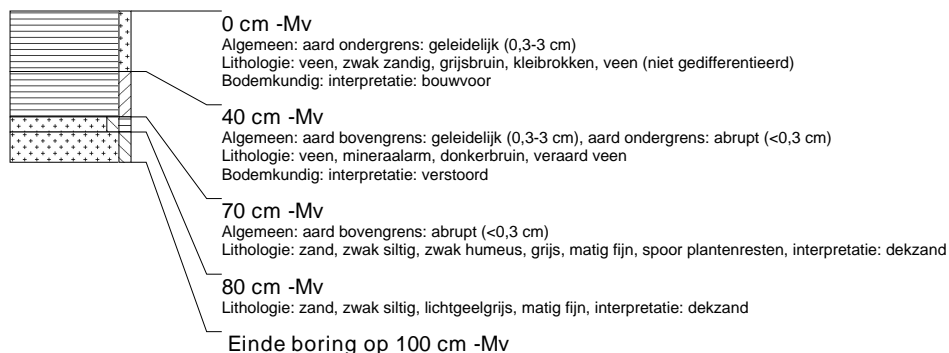 0 cm -Mv
Algemeen: aard ondergrens: geleidelijk (0,3-3 cm)
Lithologie: veen, zwak zandig, grijsbruin, kleibrokken, veen (niet gedifferentieerd)
Bodemkundig: interpretatie: bouwvoor
40 cm -Mv
Algemeen: aard bovengrens: geleidelijk (0,3-3 cm), aard ondergrens: abrupt (<0,3 cm)
Lithologie: veen, mineraalarm, donkerbruin, veraard veen
Bodemkundig: interpretatie: verstoord
70 cm -Mv
Algemeen: aard bovengrens: abrupt (<0,3 cm)
Lithologie: zand, zwak siltig, zwak humeus, grijs, matig fijn, spoor plantenresten, interpretatie: dekzand
80 cm -Mv
Lithologie: zand, zwak siltig, lichtgeelgrijs, matig fijn, interpretatie: dekzand
Einde boring op 100 cm -Mv